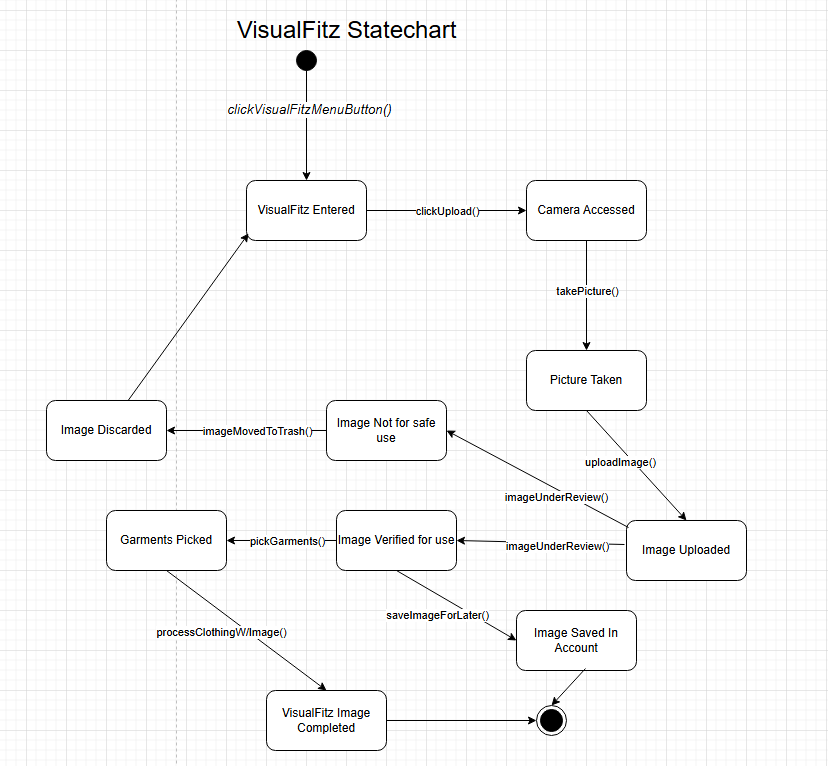 VisualFitz Statechart
clickVisualFitzMenuButton()
VisualFitz Entered
clickUpload()
Camera Accessed
takePicture()
Picture Taken
uploadImage()
Image Discarded
imageMovedToTrash()
Image Not for safe
use
imageUnderReview()
Garments Picked
pickGarments()
Image Verified for use
imageUnderReview()
Image Uploaded
saveImageForLater()
processClothingW/Image()
Image Saved In
Account
VisualFitz Image
Completed